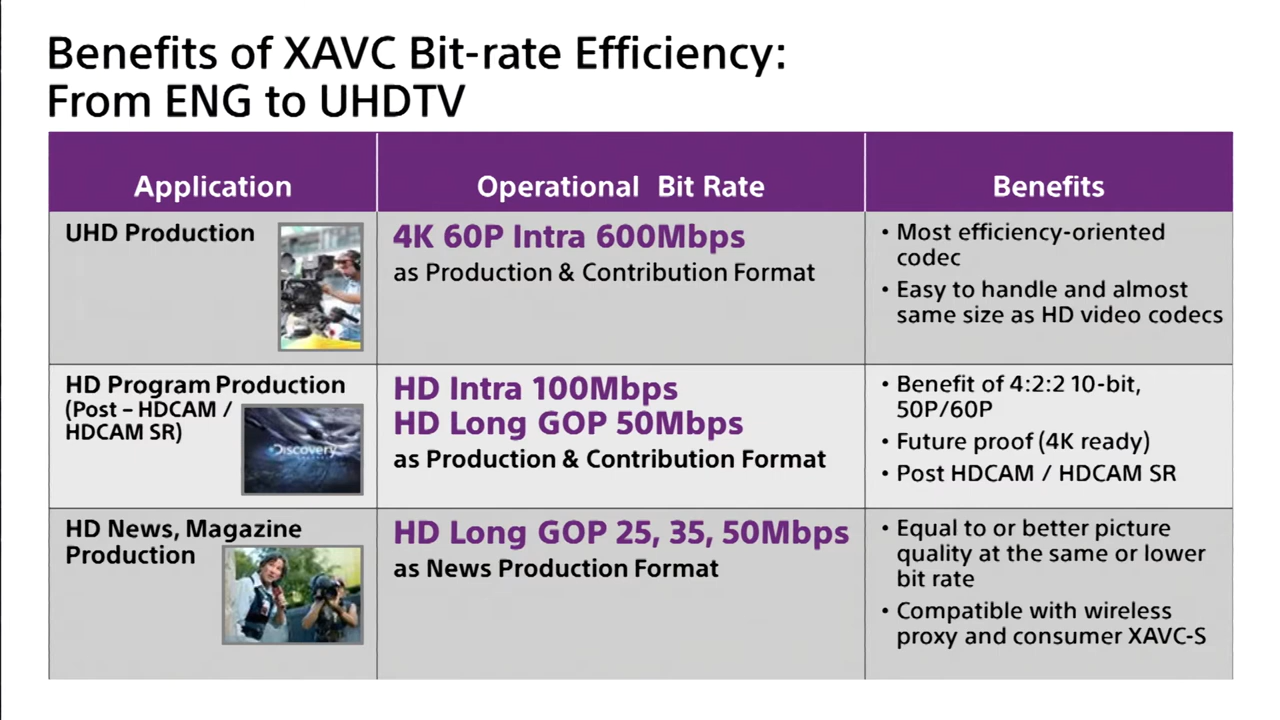 Benefits of XAVC Bit-rate Efficiency:
From ENG to UHDTV
Application
Operational Bit Rate
Benefits
UHD Production
4K 60P Intra 600Mbps
as Production & Contribution Format
• Most efficiency-oriented
codec
• Easy to handle and almost
same size as HD video codecs
HD Program Production
(Post – HDCAM /
HDCAM SR)
Discovery
HD Intra 100Mbps
HD Long GOP 50Mbps
as Production & Contribution Format
• Benefit of 4:2:2 10-bit,
50P/60P
• Future proof (4K ready)
• Post HDCAM / HDCAM SR
HD News, Magazine
Production
HD Long GOP 25, 35, 50Mbps
as News Production Format
• Equal to or better picture
quality at the same or lower
bit rate
• Compatible with wireless
proxy and consumer XAVC-S